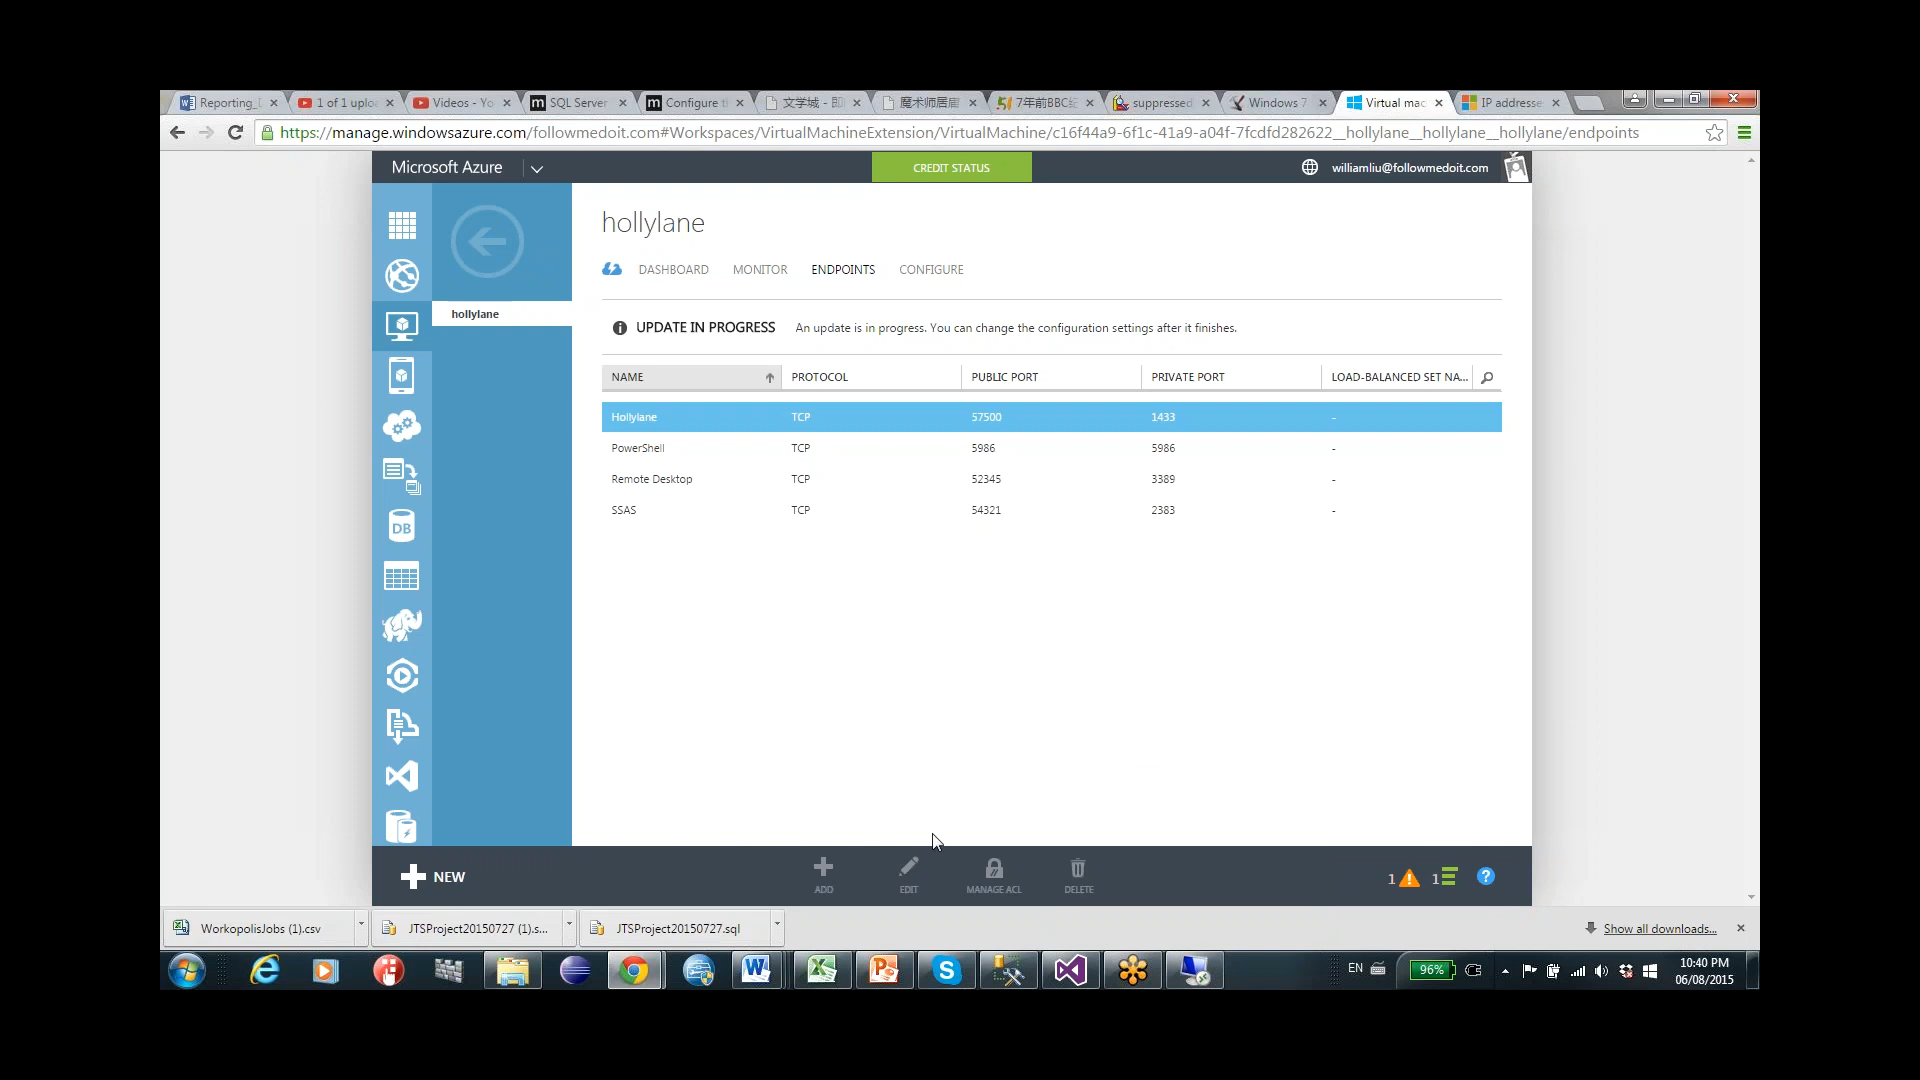 Reporting_
1 of 1 uplo
Videos - Yo
SQL Server
Configure t
文学城 - 即
7年前BBC
suppressed
Windows 7
Virtual mac
IP addresse
https://manage.windowsazure.com/followmedoit.com#Workspaces/VirtualMachineExtension/VirtualMachine/c16f44a9-6f1c-41a9-a04f-7fcdfd282622__hollylane__hollylane__hollylane/endpoints
Microsoft Azure
CREDIT STATUS
williamliu@followmedoit.com
hollylane
DASHBOARD MONITOR ENDPOINTS CONFIGURE
hollylane
UPDATE IN PROGRESS An update is in progress. You can change the configuration settings after it finishes.
NAME PROTOCOL PUBLIC PORT PRIVATE PORT LOAD-BALANCED SET NA...
Hollylane TCP 57500 1433 -
PowerShell TCP 5986 5986 -
Remote Desktop TCP 52345 3389 -
SSAS TCP 54321 2383 -
DB
NEW
ADD
EDIT
MANAGE ACL
DELETE
1
1
WorkopolisJobs (1).csv
JTSProject20150727 (1).s...
JTSProject20150727.sql
Show all downloads...
EN
96%
10:40 PM
06/08/2015